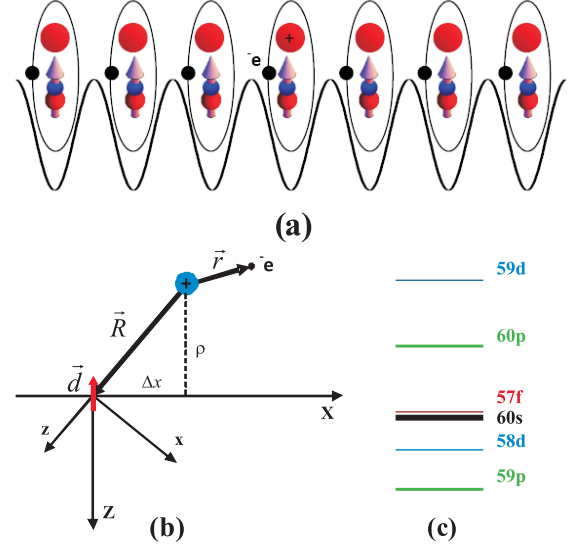 +
-e
(a)
59d
r⃗
-e
+
60p
R⃗
ρ
d⃗
Δx
57f
X
60s
z
x
58d
59p
Z
(b)
(c)